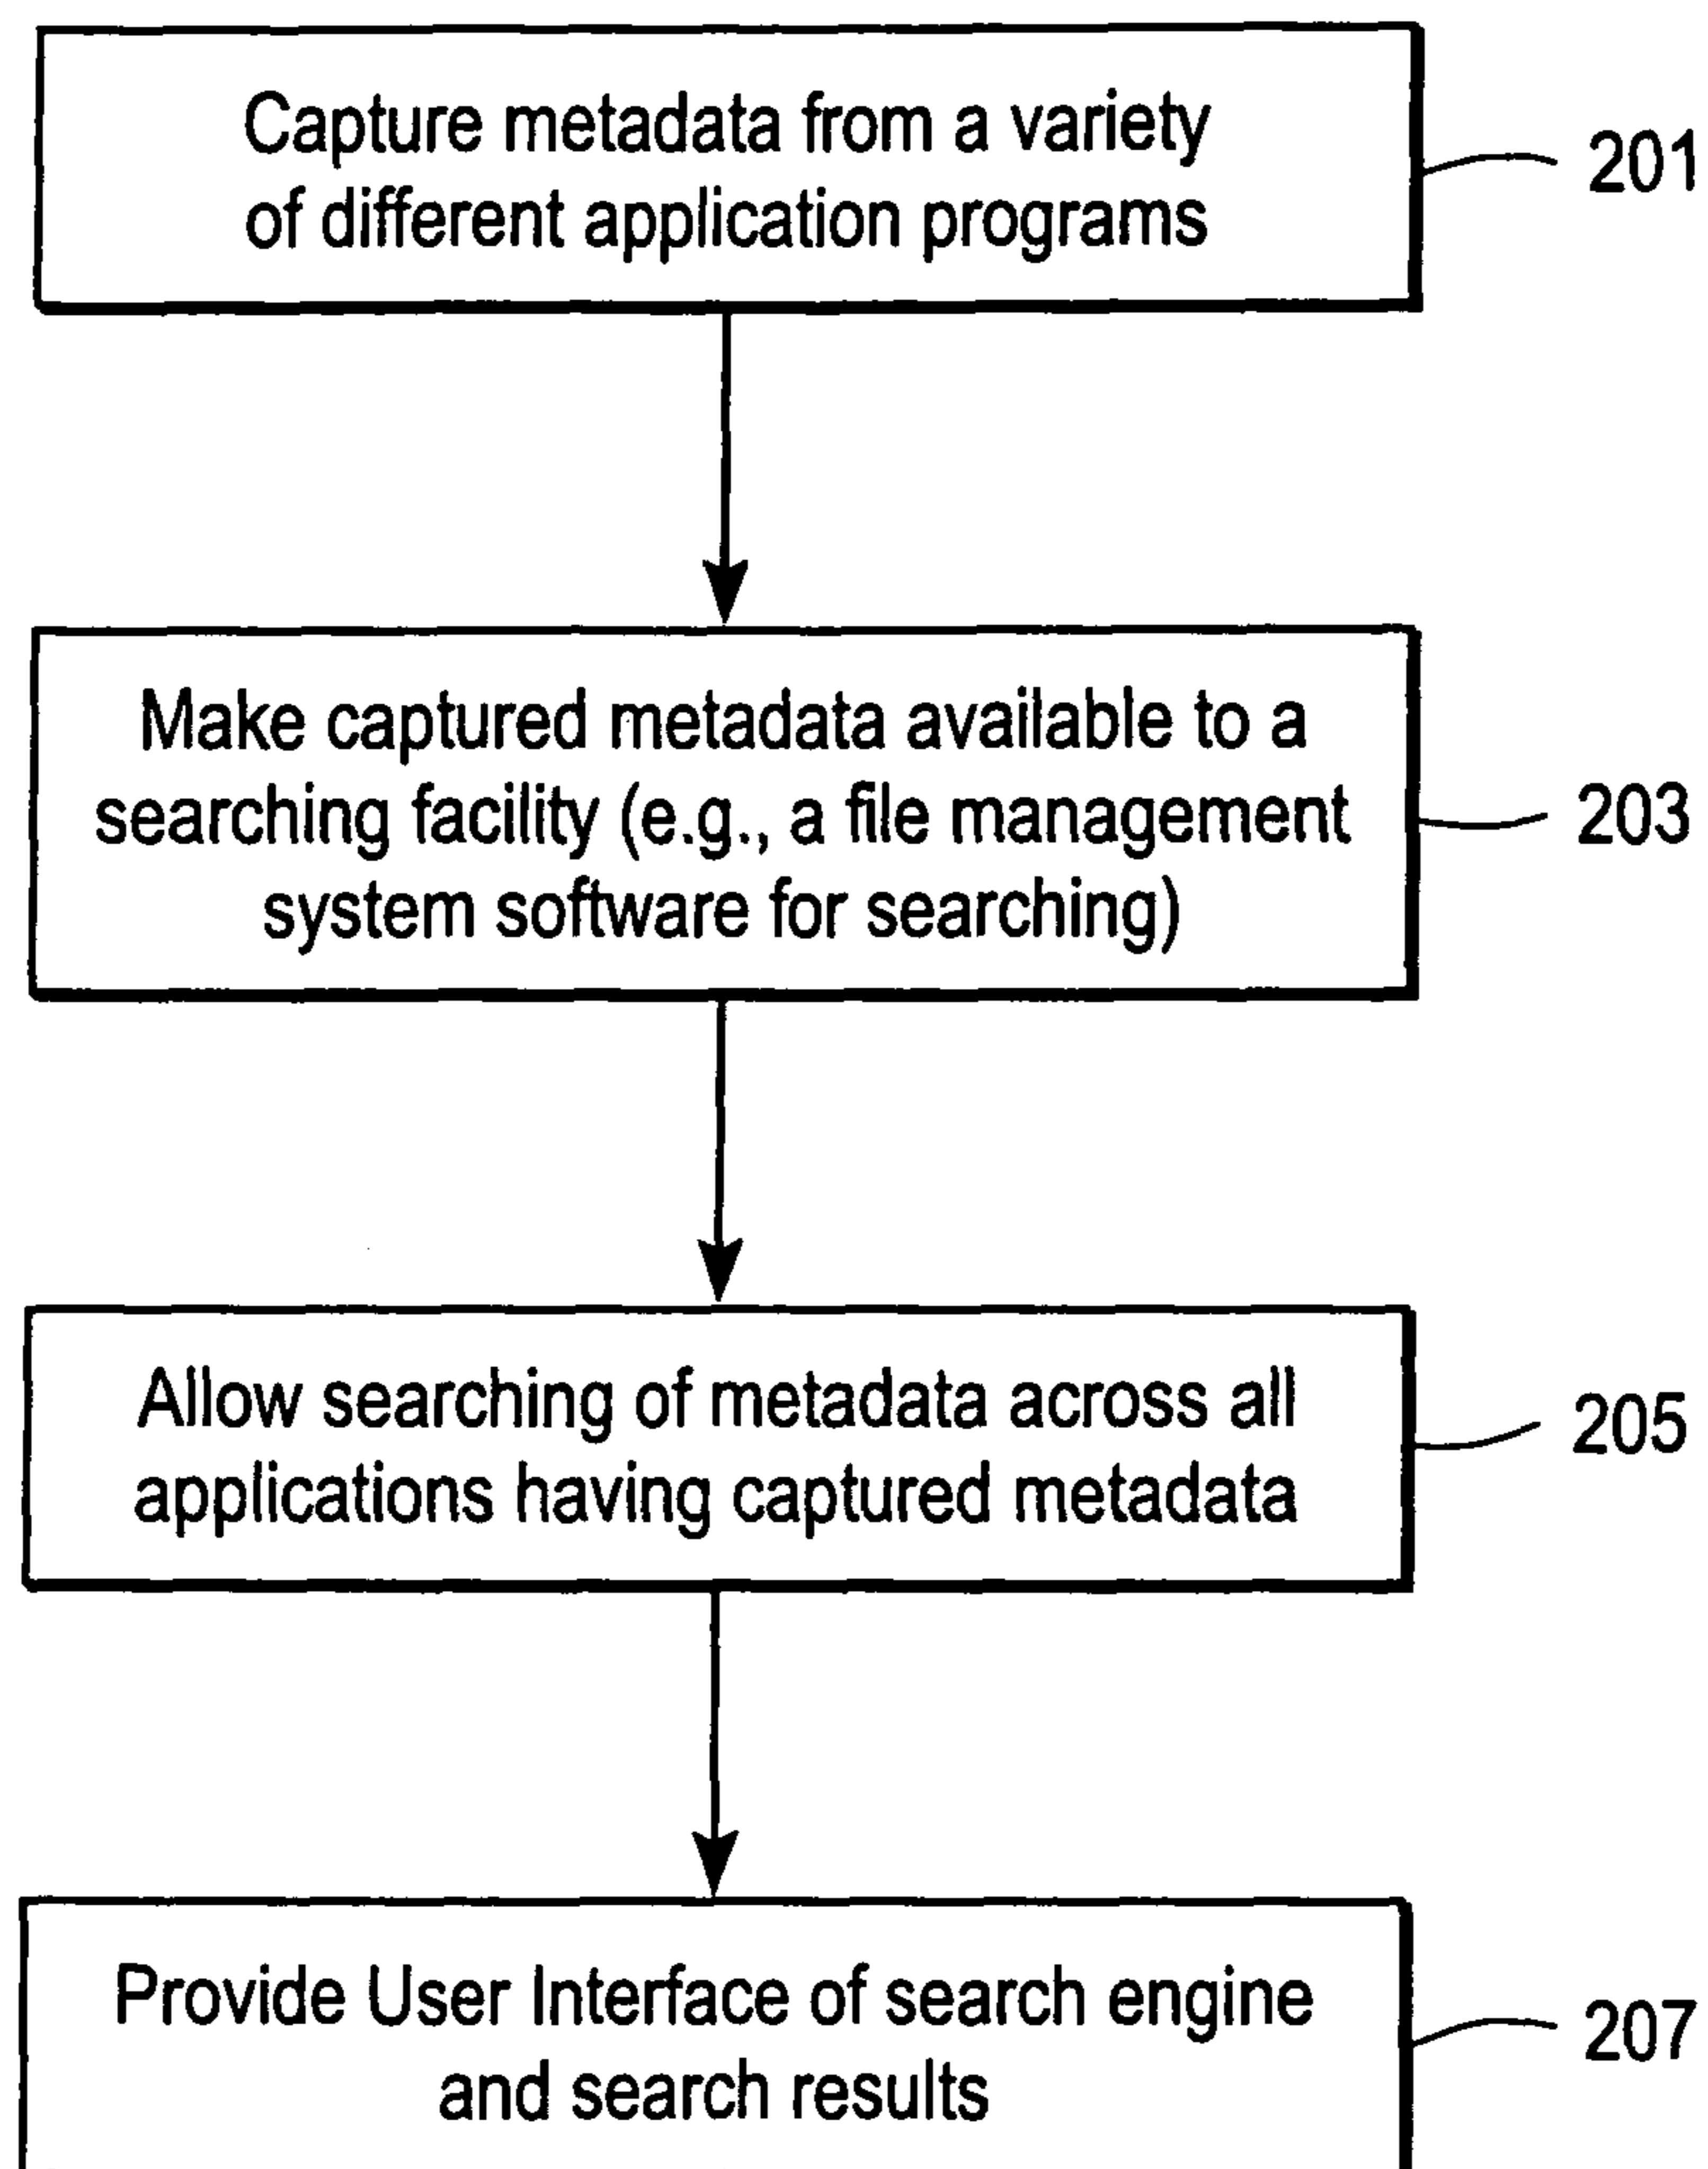 Capture metadata from a variety
of different application programs
201
Make captured metadata available to a
searching facility (e.g., a file management
system software for searching)
203
Allow searching of metadata across all
applications having captured metadata
205
Provide User Interface of search engine
and search results
207